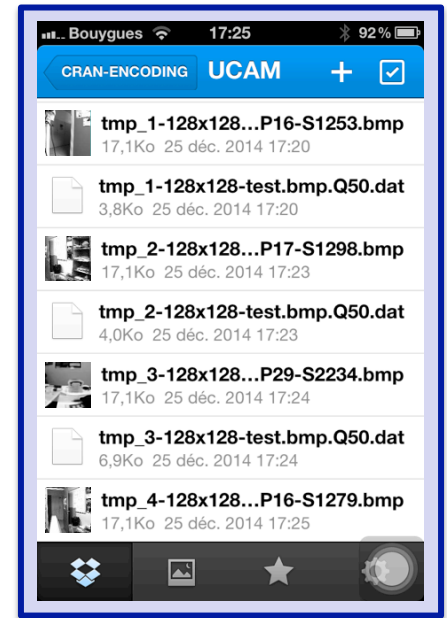 Bouygues 17:25 92 %
CRAN-ENCODING UCAM +
tmp_1-128x128...P16-S1253.bmp
17,1Ko 25 déc. 2014 17:20
tmp_1-128x128-test.bmp.Q50.dat
3,8Ko 25 déc. 2014 17:20
tmp_2-128x128...P17-S1298.bmp
17,1Ko 25 déc. 2014 17:23
tmp_2-128x128-test.bmp.Q50.dat
4,0Ko 25 déc. 2014 17:23
tmp_3-128x128...P29-S2234.bmp
17,1Ko 25 déc. 2014 17:24
tmp_3-128x128-test.bmp.Q50.dat
6,9Ko 25 déc. 2014 17:24
tmp_4-128x128...P16-S1279.bmp
17,1Ko 25 déc. 2014 17:25